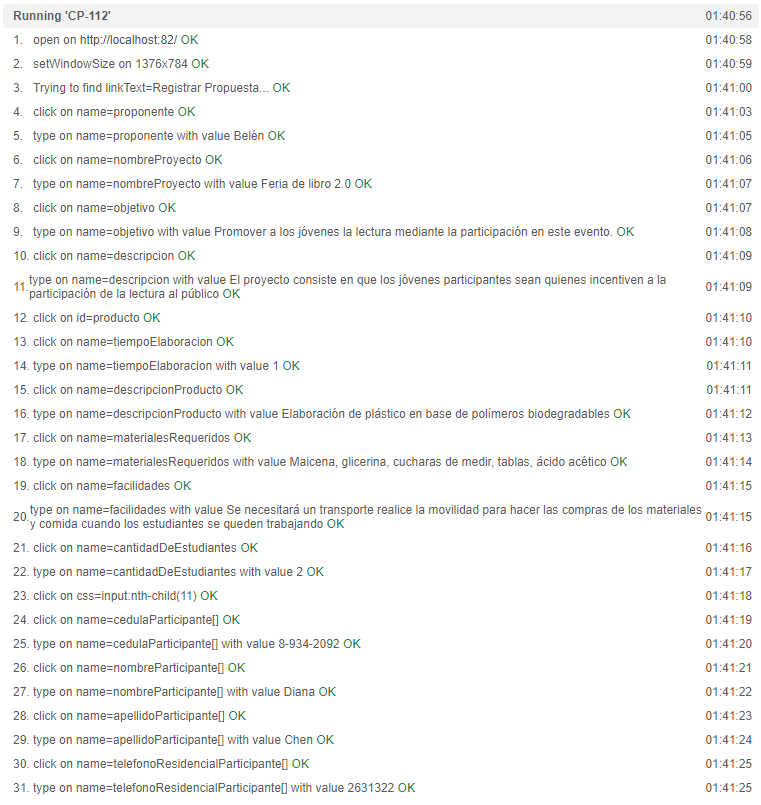 Running 'CP-112' 01:40:56
1. open on http://localhost:82/ OK 01:40:58
2. setWindowSize on 1376x784 OK 01:40:59
3. Trying to find linkText=Registrar Propuesta... OK 01:41:00
4. click on name=proponente OK 01:41:03
5. type on name=proponente with value Belén OK 01:41:05
6. click on name=nombreProyecto OK 01:41:06
7. type on name=nombreProyecto with value Feria de libro 2.0 OK 01:41:07
8. click on name=objetivo OK 01:41:07
9. type on name=objetivo with value Promover a los jóvenes la lectura mediante la participación en este evento. OK 01:41:08
10. click on name=descripcion OK 01:41:09
11. type on name=descripcion with value El proyecto consiste en que los jóvenes participantes sean quienes incentiven a la
participación de la lectura al público OK 01:41:09
12. click on id=producto OK 01:41:10
13. click on name=tiempoElaboracion OK 01:41:10
14. type on name=tiempoElaboracion with value 1 OK 01:41:11
15. click on name=descripcionProducto OK 01:41:11
16. type on name=descripcionProducto with value Elaboración de plástico en base de polímeros biodegradables OK 01:41:12
17. click on name=materialesRequeridos OK 01:41:13
18. type on name=materialesRequeridos with value Maicena, glicerina, cucharas de medir, tablas, ácido acético OK 01:41:14
19. click on name=facilidades OK 01:41:15
20. type on name=facilidades with value Se necesitará un transporte realice la movilidad para hacer las compras de los materiales
y comida cuando los estudiantes se queden trabajando OK 01:41:15
21. click on name=cantidadDeEstudiantes OK 01:41:16
22. type on name=cantidadDeEstudiantes with value 2 OK 01:41:17
23. click on css=input:nth-child(11) OK 01:41:18
24. click on name=cedulaParticipante[] OK 01:41:19
25. type on name=cedulaParticipante[] with value 8-934-2092 OK 01:41:20
26. click on name=nombreParticipante[] OK 01:41:21
27. type on name=nombreParticipante[] with value Diana OK 01:41:22
28. click on name=apellidoParticipante[] OK 01:41:23
29. type on name=apellidoParticipante[] with value Chen OK 01:41:24
30. click on name=telefonoResidencialParticipante[] OK 01:41:25
31. type on name=telefonoResidencialParticipante[] with value 2631322 OK 01:41:25